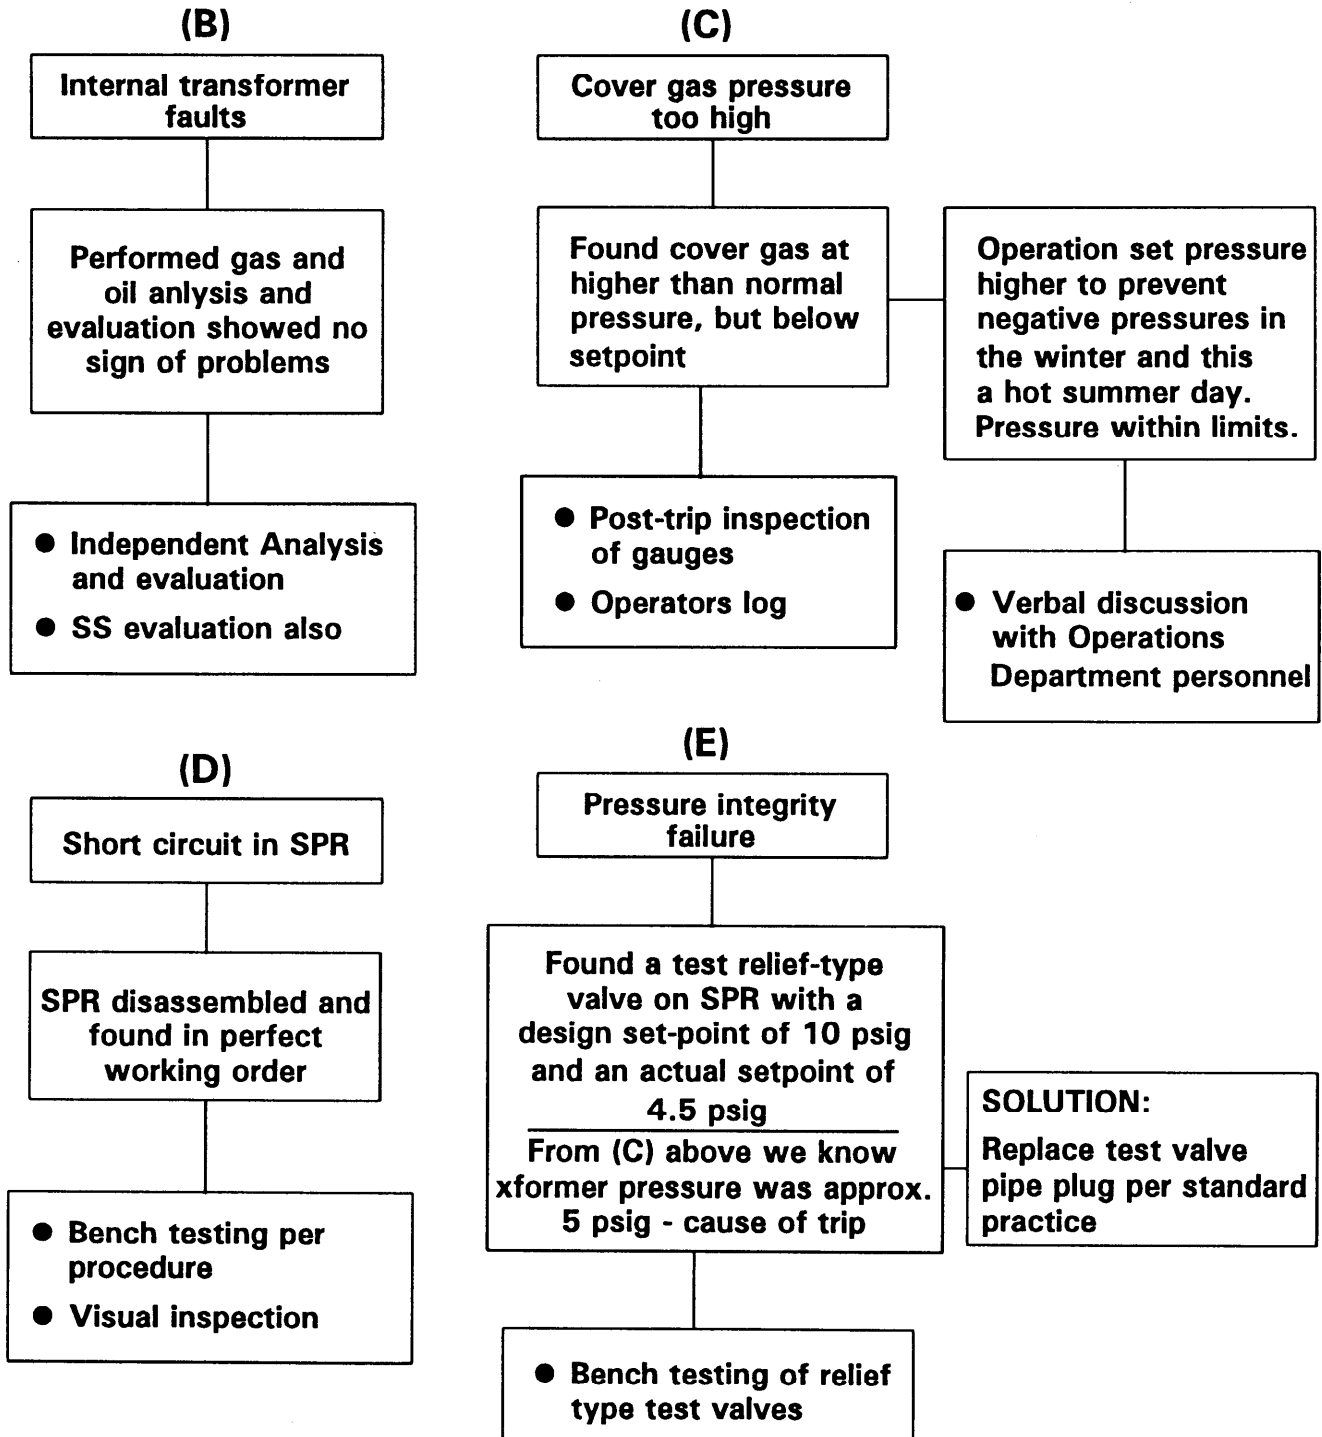 (B)
Internal transformer
faults
Performed gas and
oil anlysis and
evaluation showed no
sign of problems
● Independent Analysis
and evaluation
● SS evaluation also
(C)
Cover gas pressure
too high
Found cover gas at
higher than normal
pressure, but below
setpoint
Operation set pressure
higher to prevent
negative pressures in
the winter and this
a hot summer day.
Pressure within limits.
● Post-trip inspection
of gauges
● Operators log
● Verbal discussion
with Operations
Department personnel
(D)
Short circuit in SPR
SPR disassembled and
found in perfect
working order
● Bench testing per
procedure
● Visual inspection
(E)
Pressure integrity
failure
Found a test relief-type
valve on SPR with a
design set-point of 10 psig
and an actual setpoint of
4.5 psig
From (C) above we know
xformer pressure was approx.
5 psig - cause of trip
SOLUTION:
Replace test valve
pipe plug per standard
practice
● Bench testing of relief
type test valves